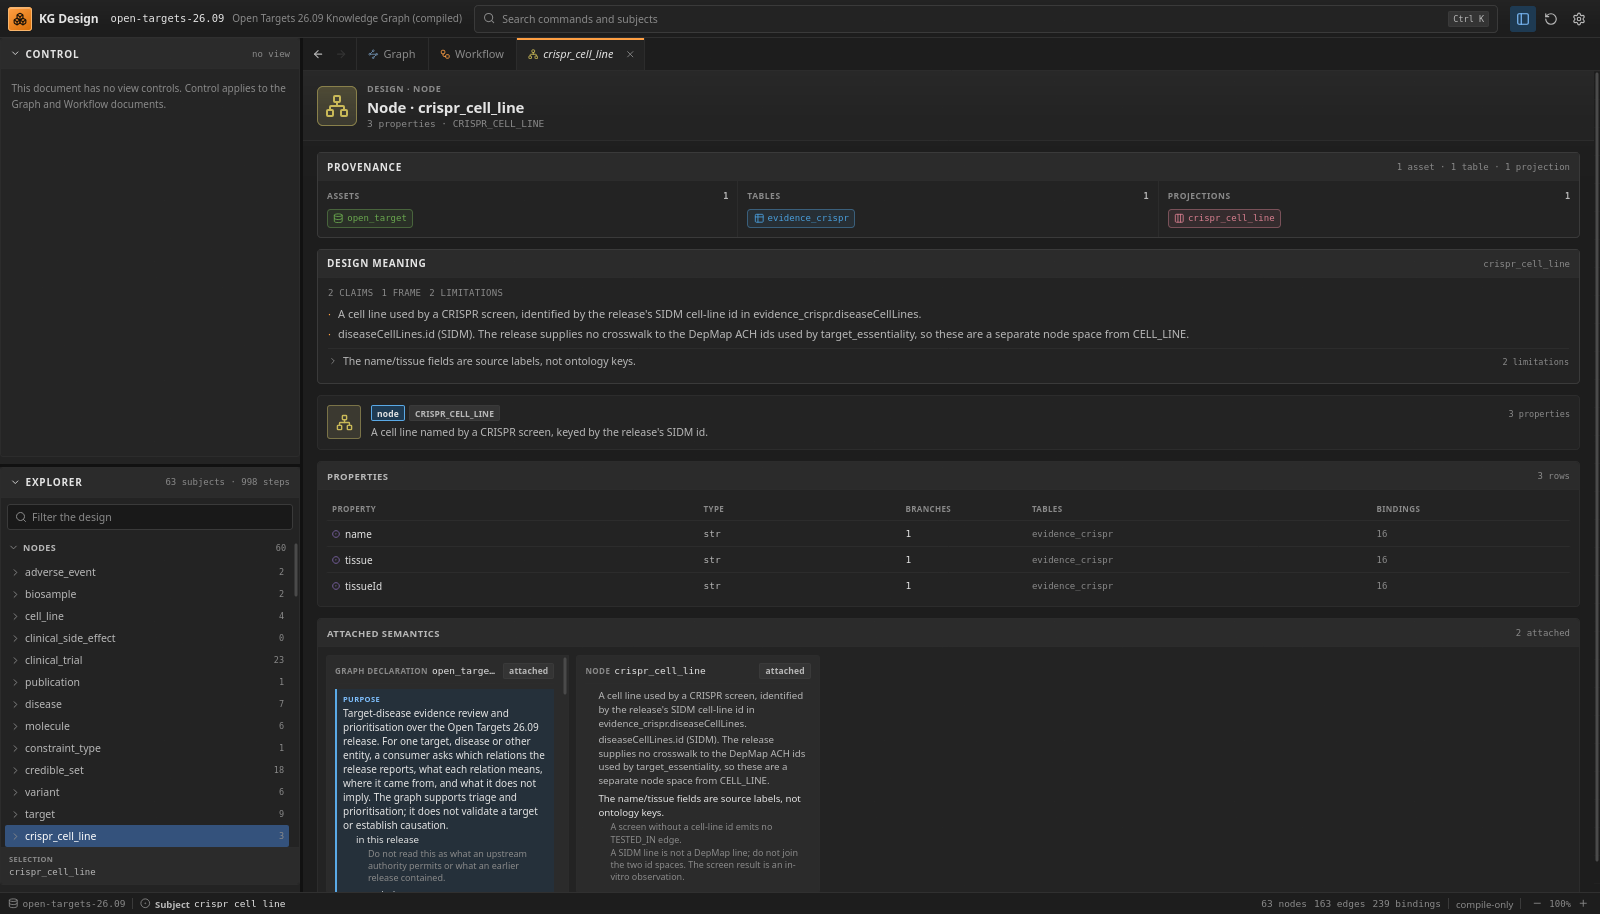 KG Design open-targets-26.09 Open Targets 26.09 Knowledge Graph (compiled) Search commands and subjects Ctrl K
CONTROL no view
This document has no view controls. Control applies to the
Graph and Workflow documents.
EXPLORER 63 subjects · 998 steps
Filter the design
NODES 60
adverse_event 2
biosample 2
cell_line 4
clinical_side_effect 0
clinical_trial 23
publication 1
disease 7
molecule 6
constraint_type 1
credible_set 18
variant 6
target 9
crispr_cell_line 3
SELECTION
crispr_cell_line
Graph Workflow crispr_cell_line
DESIGN · NODE
Node · crispr_cell_line
3 properties · CRISPR_CELL_LINE
PROVENANCE 1 asset · 1 table · 1 projection
ASSETS 1 TABLES 1 PROJECTIONS 1
open_target evidence_crispr crispr_cell_line
DESIGN MEANING crispr_cell_line
2 CLAIMS 1 FRAME 2 LIMITATIONS
· A cell line used by a CRISPR screen, identified by the release's SIDM cell-line id in evidence_crispr.diseaseCellLines.
· diseaseCellLines.id (SIDM). The release supplies no crosswalk to the DepMap ACH ids used by target_essentiality, so these are a separate node space from CELL_LINE.
The name/tissue fields are source labels, not ontology keys. 2 limitations
node CRISPR_CELL_LINE 3 properties
A cell line named by a CRISPR screen, keyed by the release's SIDM id.
PROPERTIES 3 rows
PROPERTY TYPE BRANCHES TABLES BINDINGS
name str 1 evidence_crispr 16
tissue str 1 evidence_crispr 16
tissueId str 1 evidence_crispr 16
ATTACHED SEMANTICS 2 attached
GRAPH DECLARATION open_targe… attached
PURPOSE
Target-disease evidence review and
prioritisation over the Open Targets 26.09
release. For one target, disease or other
entity, a consumer asks which relations the
release reports, what each relation means,
where it came from, and what it does not
imply. The graph supports triage and
prioritisation; it does not validate a target
or establish causation.
in this release
Do not read this as what an upstream
authority permits or what an earlier
release contained.
NODE crispr_cell_line attached
A cell line used by a CRISPR screen, identified
by the release's SIDM cell-line id in
evidence_crispr.diseaseCellLines.
diseaseCellLines.id (SIDM). The release
supplies no crosswalk to the DepMap ACH ids
used by target_essentiality, so these are a
separate node space from CELL_LINE.
The name/tissue fields are source labels, not
ontology keys.
A screen without a cell-line id emits no
TESTED_IN edge.
A SIDM line is not a DepMap line; do not join
the two id spaces. The screen result is an in-
vitro observation.
open-targets-26.09 Subject crispr cell line 63 nodes 163 edges 239 bindings compile-only 100%